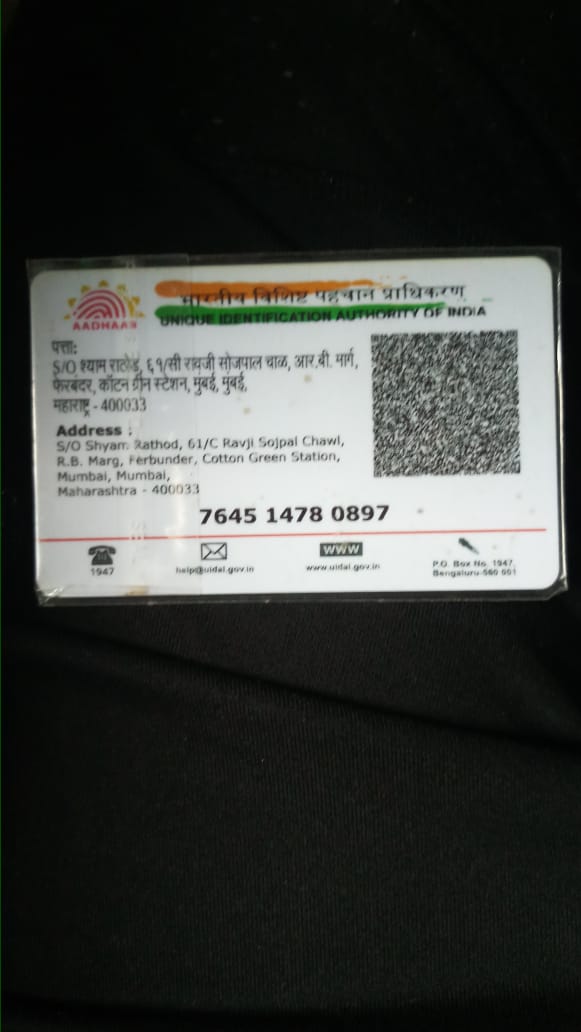 भारतीय विशिष्ट पहचान प्राधिकरण
UNIQUE IDENTIFICATION AUTHORITY OF INDIA
AADHAAR
पत्ता:
S/O श्याम राठोड, ६१/सी रावजी सोजपाल चाळ, आर.बी. मार्ग,
फेरबंदर, कॉटन ग्रीन स्टेशन, मुंबई, मुंबई,
महाराष्ट्र - 400033
Address :
S/O Shyam Rathod, 61/C Ravji Sojpal Chawl,
R.B. Marg, Ferbunder, Cotton Green Station,
Mumbai, Mumbai,
Maharashtra - 400033
7645 1478 0897
1947
help@uidai.gov.in
www
www.uidai.gov.in
P.O. Box No. 1947,
Bengaluru-560 001